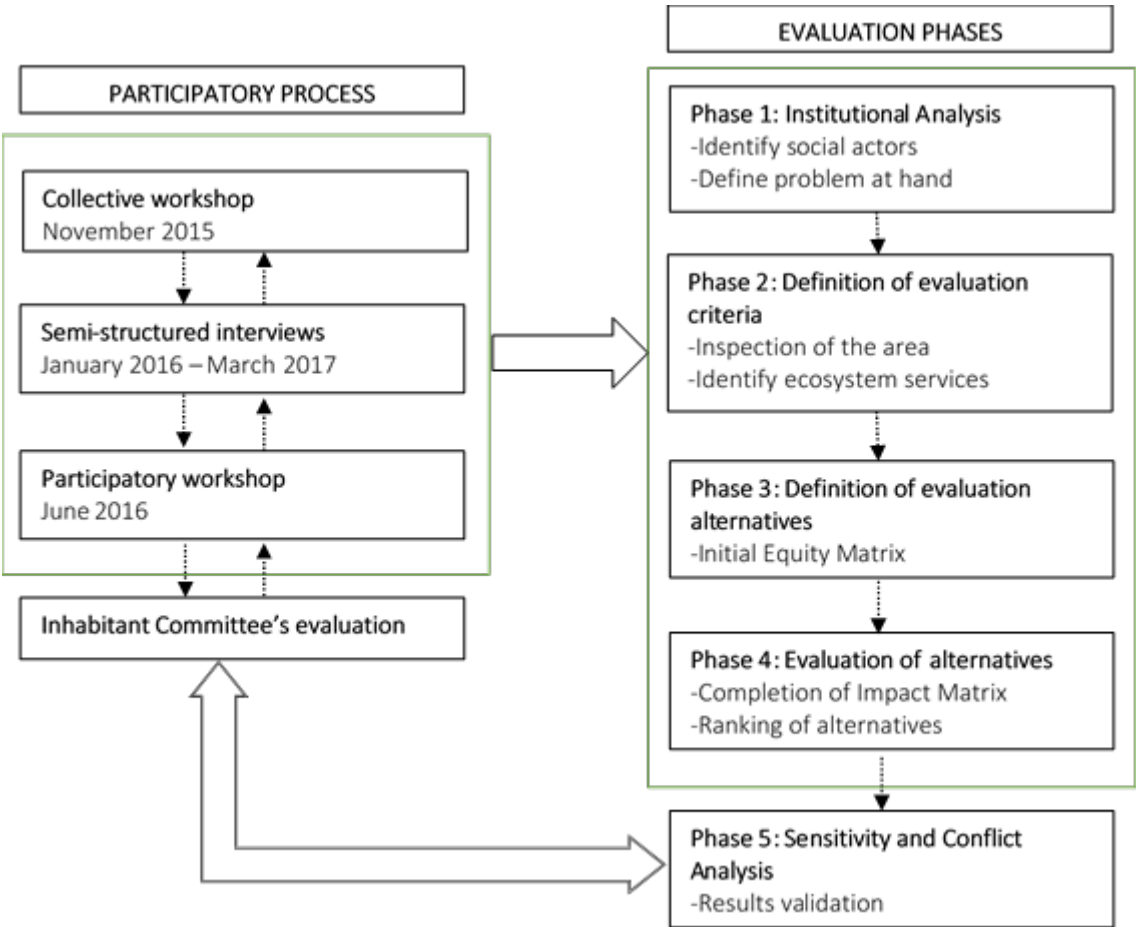 PARTICIPATORY PROCESS
Collective workshop
November 2015
Semi-structured interviews
January 2016 – March 2017
Participatory workshop
June 2016
Inhabitant Committee's evaluation
EVALUATION PHASES
Phase 1: Institutional Analysis
-Identify social actors
-Define problem at hand
Phase 2: Definition of evaluation
criteria
-Inspection of the area
-Identify ecosystem services
Phase 3: Definition of evaluation
alternatives
-Initial Equity Matrix
Phase 4: Evaluation of alternatives
-Completion of Impact Matrix
-Ranking of alternatives
Phase 5: Sensitivity and Conflict
Analysis
-Results validation